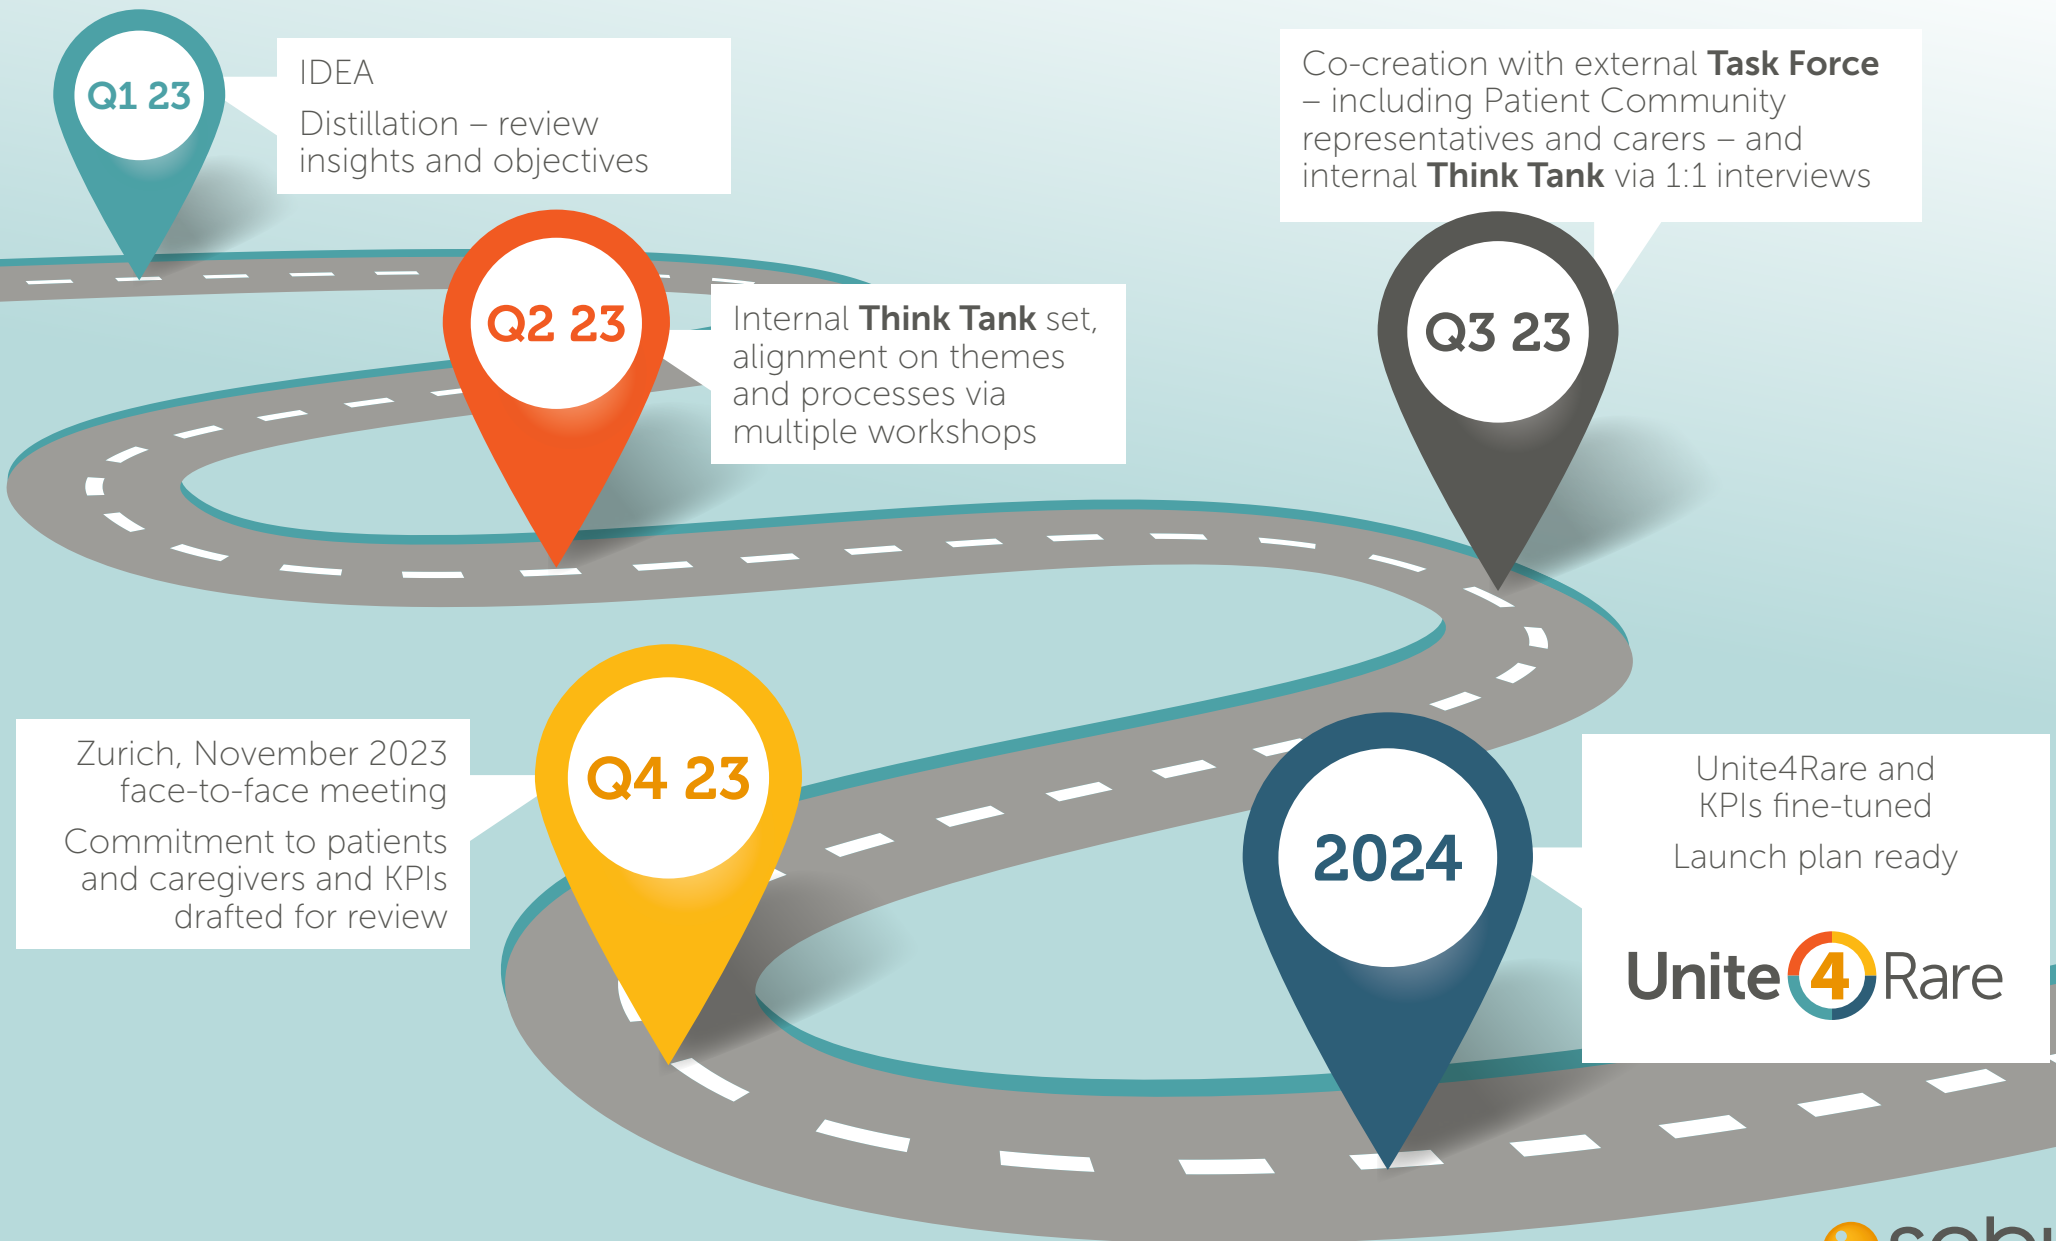 Q1 23
IDEA
Distillation – review
insights and objectives
Q2 23
Internal Think Tank set,
alignment on themes
and processes via
multiple workshops
Co-creation with external Task Force
– including Patient Community
representatives and carers – and
internal Think Tank via 1:1 interviews
Q3 23
Zurich, November 2023
face-to-face meeting
Commitment to patients
and caregivers and KPIs
drafted for review
Q4 23
2024
Unite4Rare and
KPIs fine-tuned
Launch plan ready
Unite 4 Rare